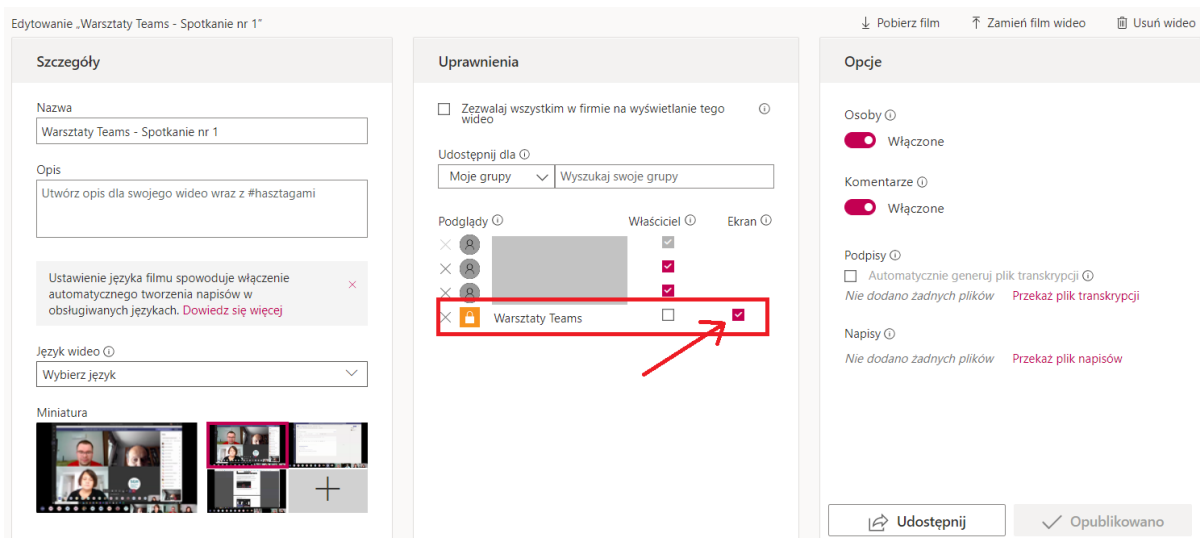 Edytowanie „Warsztaty Teams - Spotkanie nr 1"
Pobierz film
Zamień film wideo
Usuń wideo
Szczegóły
Nazwa
Warsztaty Teams - Spotkanie nr 1
Opis
Utwórz opis dla swojego wideo wraz z #hasztagami
Ustawienie języka filmu spowoduje włączenie
automatycznego tworzenia napisów w
obsługiwanych językach. Dowiedz się więcej
Język wideo
Wybierz język
Miniatura
Uprawnienia
Zezwalaj wszystkim w firmie na wyświetlanie tego
wideo
Udostępnij dla
Moje grupy
Wyszukaj swoje grupy
Podglądy
Właściciel
Ekran
Warsztaty Teams
Opcje
Osoby
Włączone
Komentarze
Włączone
Podpisy
Automatycznie generuj plik transkrypcji
Nie dodano żadnych plików
Przekaż plik transkrypcji
Napisy
Nie dodano żadnych plików
Przekaż plik napisów
Udostępnij
Opublikowano